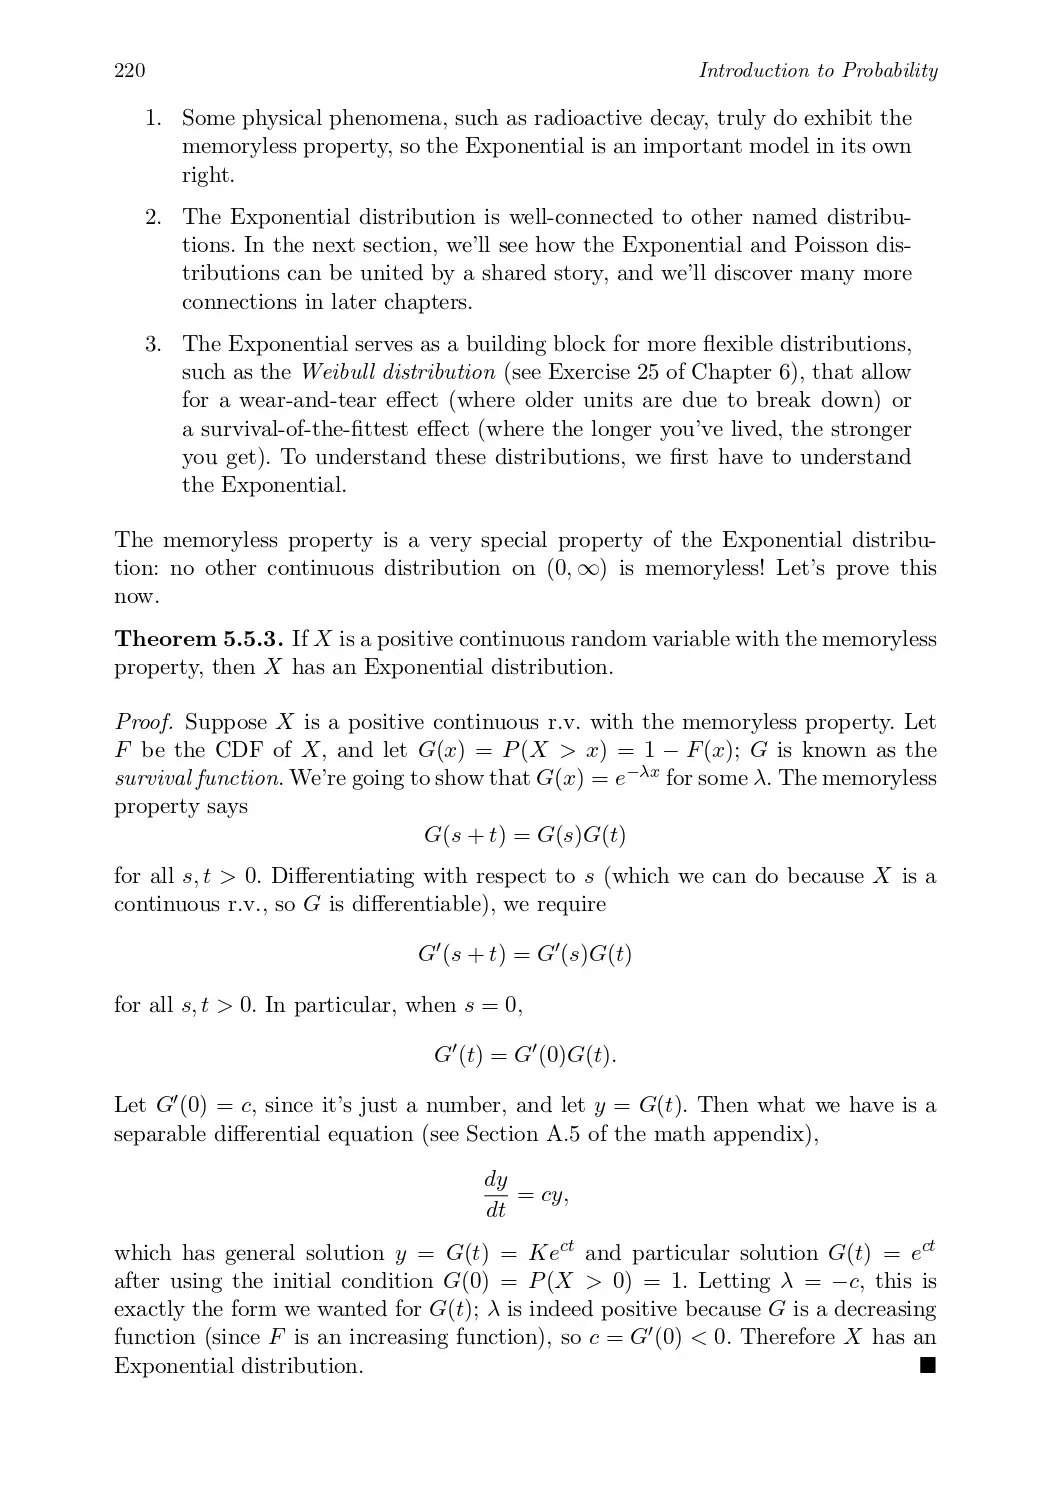 220 Introduction to Probability
1. Some physical phenomena, such as radioactive decay, truly do exhibit the
memoryless property, so the Exponential is an important model in its own
right.
2. The Exponential distribution is well-connected to other named distribu-
tions. In the next section, we'll see how the Exponential and Poisson dis-
tributions can be united by a shared story, and we'll discover many more
connections in later chapters.
3. The Exponential serves as a building block for more flexible distributions,
such as the Weibull distribution (see Exercise 25 of Chapter 6), that allow
for a wear-and-tear effect (where older units are due to break down) or
a survival-of-the-fittest effect (where the longer you've lived, the stronger
you get). To understand these distributions, we first have to understand
the Exponential.
The memoryless property is a very special property of the Exponential distribu-
tion: no other continuous distribution on (0, ∞) is memoryless! Let's prove this
now.
Theorem 5.5.3. If X is a positive continuous random variable with the memoryless
property, then X has an Exponential distribution.
Proof. Suppose X is a positive continuous r.v. with the memoryless property. Let
F be the CDF of X, and let G(x) = P(X > x) = 1 − F(x); G is known as the
survival function. We're going to show that G(x) = e^{−λx} for some λ. The memoryless
property says
G(s + t) = G(s)G(t)
for all s, t > 0. Differentiating with respect to s (which we can do because X is a
continuous r.v., so G is differentiable), we require
G′(s + t) = G′(s)G(t)
for all s, t > 0. In particular, when s = 0,
G′(t) = G′(0)G(t).
Let G′(0) = c, since it's just a number, and let y = G(t). Then what we have is a
separable differential equation (see Section A.5 of the math appendix),
dy/dt = cy,
which has general solution y = G(t) = Ke^{ct} and particular solution G(t) = e^{ct}
after using the initial condition G(0) = P(X > 0) = 1. Letting λ = −c, this is
exactly the form we wanted for G(t); λ is indeed positive because G is a decreasing
function (since F is an increasing function), so c = G′(0) < 0. Therefore X has an
Exponential distribution. ■